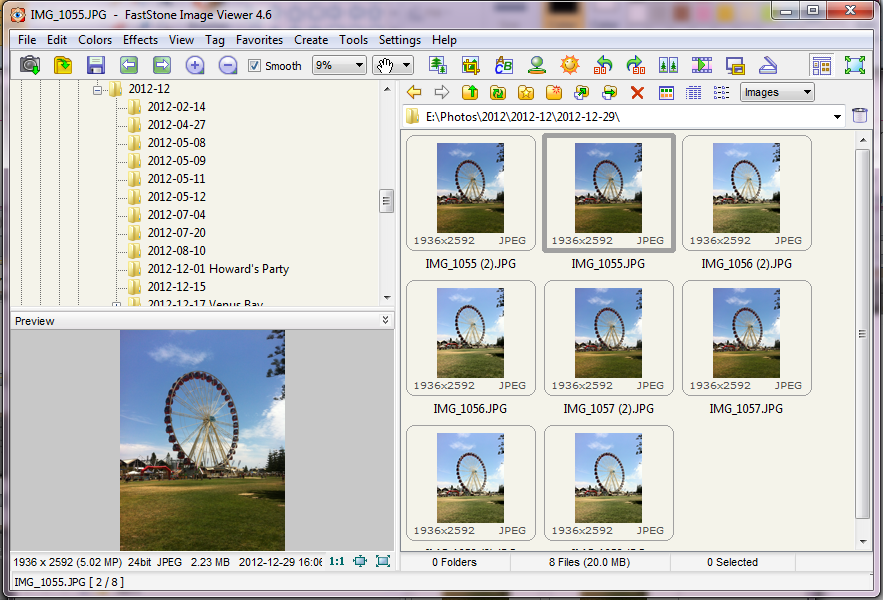 IMG_1055.JPG - FastStone Image Viewer 4.6
File Edit Colors Effects View Tag Favorites Create Tools Settings Help
Smooth 9%
2012-12
2012-02-14
2012-04-27
2012-05-08
2012-05-09
2012-05-11
2012-05-12
2012-07-04
2012-07-20
2012-08-10
2012-12-01 Howard's Party
2012-12-15
2012-12-17 Venus Bay
Preview
1936 x 2592 (5.02 MP) 24bit JPEG 2.23 MB 2012-12-29 16:06 1:1
IMG_1055.JPG [ 2 / 8 ]
Images
E:\Photos\2012\2012-12\2012-12-29\
1936x2592 JPEG
IMG_1055 (2).JPG
1936x2592 JPEG
IMG_1055.JPG
1936x2592 JPEG
IMG_1056 (2).JPG
1936x2592 JPEG
IMG_1056.JPG
1936x2592 JPEG
IMG_1057 (2).JPG
1936x2592 JPEG
IMG_1057.JPG
1936x2592 JPEG
1936x2592 JPEG
0 Folders 8 Files (20.0 MB) 0 Selected